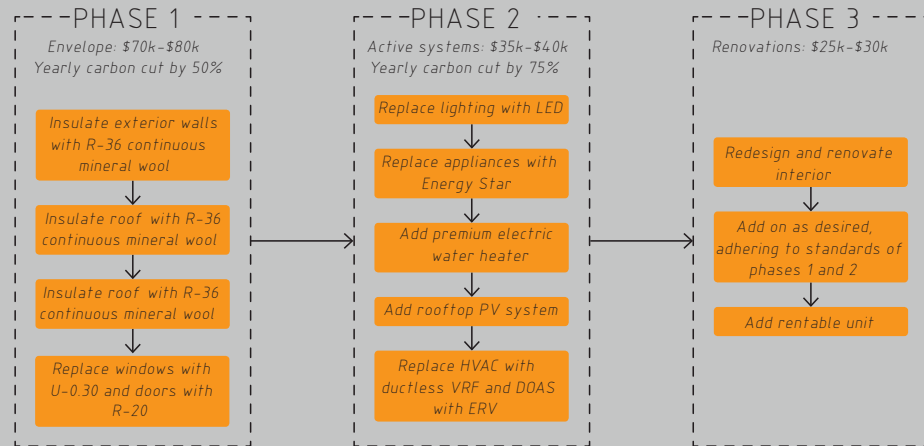 PHASE 1
Envelope: $70k-$80k
Yearly carbon cut by 50%
Insulate exterior walls
with R-36 continuous
mineral wool
Insulate roof with R-36
continuous mineral wool
Insulate roof with R-36
continuous mineral wool
Replace windows with
U-0.30 and doors with
R-20
PHASE 2
Active systems: $35k-$40k
Yearly carbon cut by 75%
Replace lighting with LED
Replace appliances with
Energy Star
Add premium electric
water heater
Add rooftop PV system
Replace HVAC with
ductless VRF and DOAS
with ERV
PHASE 3
Renovations: $25k-$30k
Redesign and renovate
interior
Add on as desired,
adhering to standards of
phases 1 and 2
Add rentable unit